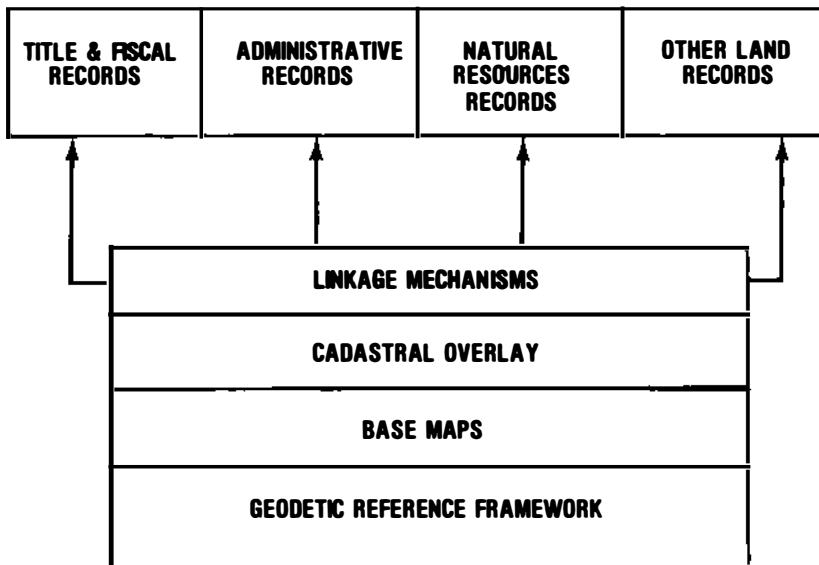 TITLE & FISCAL
RECORDS
ADMINISTRATIVE
RECORDS
NATURAL
RESOURCES
RECORDS
OTHER LAND
RECORDS
LINKAGE MECHANISMS
CADASTRAL OVERLAY
BASE MAPS
GEODETIC REFERENCE FRAMEWORK